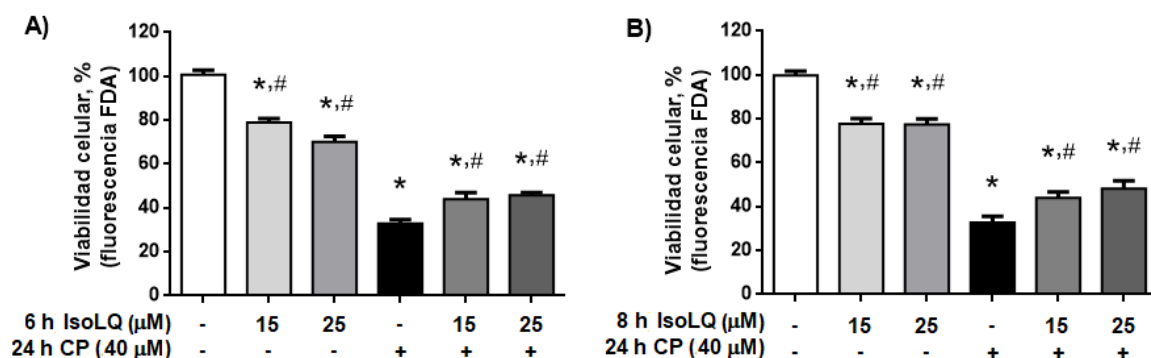 A)
Viabilidad celular, %
(fluorescencia FDA)
120
100
80
60
40
20
0
*,#
*,#
*
*,#
*,#
6 h IsoLQ (µM) - 15 25 - 15 25
24 h CP (40 µM) - - - + + +
B)
Viabilidad celular, %
(fluorescencia FDA)
120
100
80
60
40
20
0
*,#
*,#
*
*,#
*,#
8 h IsoLQ (µM) - 15 25 - 15 25
24 h CP (40 µM) - - - + + +